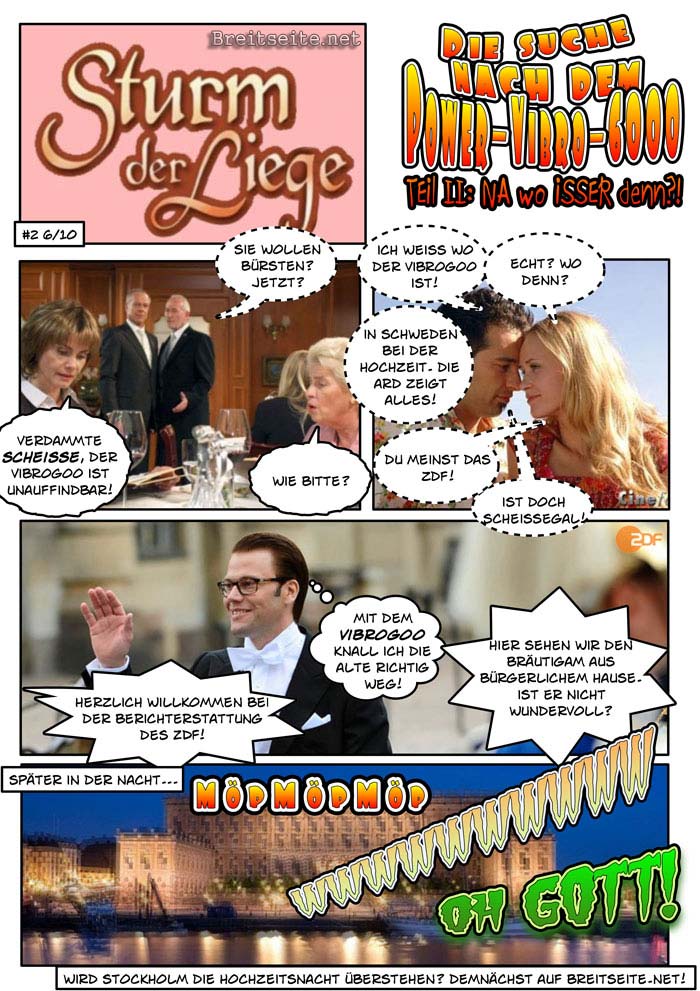 Breitseite.net
Sturm
der Liege
DIE SUCHE
NACH DEM
POWER-VIBRO-6000
TEIL II: NA WO ISSER denn?!
#2 6/10
SIE WOLLEN
BÜRSTEN?
JETZT?
VERDAMMTE
SCHEISSE, DER
VIBROGOO IST
UNAUFFINDBAR!
WIE BITTE?
ICH WEISS WO
DER VIBROGOO
IST!
ECHT? WO
DENN?
IN SCHWEDEN
BEI DER
HOCHZEIT. DIE
ARD ZEIGT
ALLES!
DU MEINST DAS
ZDF!
IST DOCH
SCHEISSEGAL!
Cine
ZDF
MIT DEM
VIBROGOO
KNALL ICH DIE
ALTE RICHTIG
WEG!
HERZLICH WILLKOMMEN BEI
DER BERICHTERSTATTUNG
DES ZDF!
HIER SEHEN WIR DEN
BRÄUTIGAM AUS
BÜRGERLICHEM HAUSE.
IST ER NICHT
WUNDERVOLL?
SPÄTER IN DER NACHT...
MÖPMÖPMÖP
WWWWWWWWWWW
OH GOTT!
WIRD STOCKHOLM DIE HOCHZEITSNACHT ÜBERSTEHEN? DEMNÄCHST AUF BREITSEITE.NET!